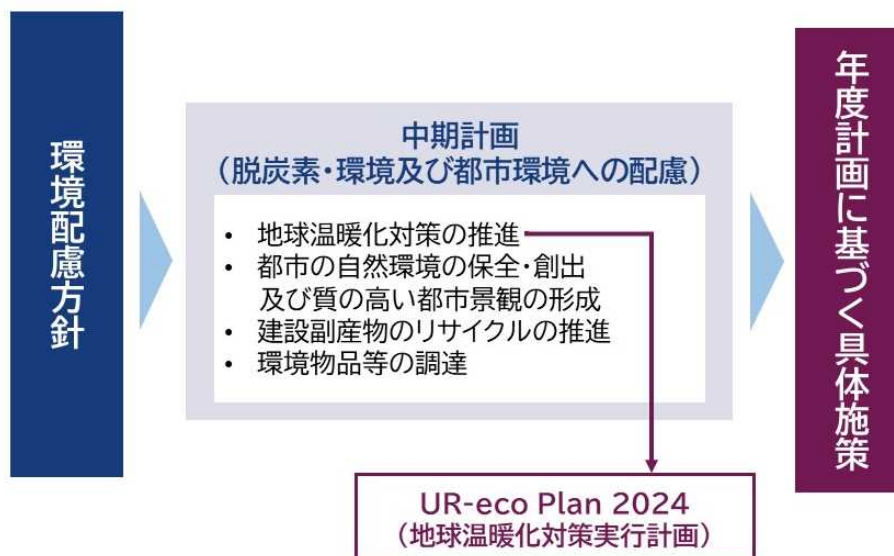 環境配慮方針
中期計画
（脱炭素・環境及び都市環境への配慮）
• 地球温暖化対策の推進
• 都市の自然環境の保全・創出
及び質の高い都市景観の形成
• 建設副産物のリサイクルの推進
• 環境物品等の調達
UR-eco Plan 2024
（地球温暖化対策実行計画）
年度計画に基づく具体施策